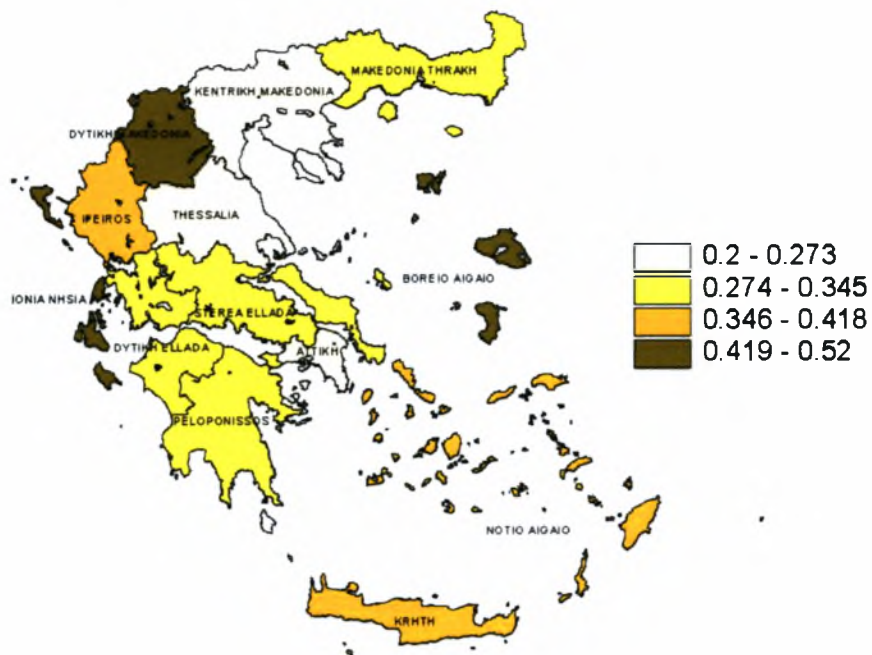 MAKEDONIA THRAKH
KENTRIKH MAKEDONIA
DYTIKH MAKEDONIA
IPEIROS
THESSALIA
BOREIO AIGAIO
IONIA NHSIA
STEREA ELLADA
DYTIKH ELLADA
ATTIKH
PELOPONISSOS
NOTIO AIGAIO
KRHTH
0.2 - 0.273
0.274 - 0.345
0.346 - 0.418
0.419 - 0.52